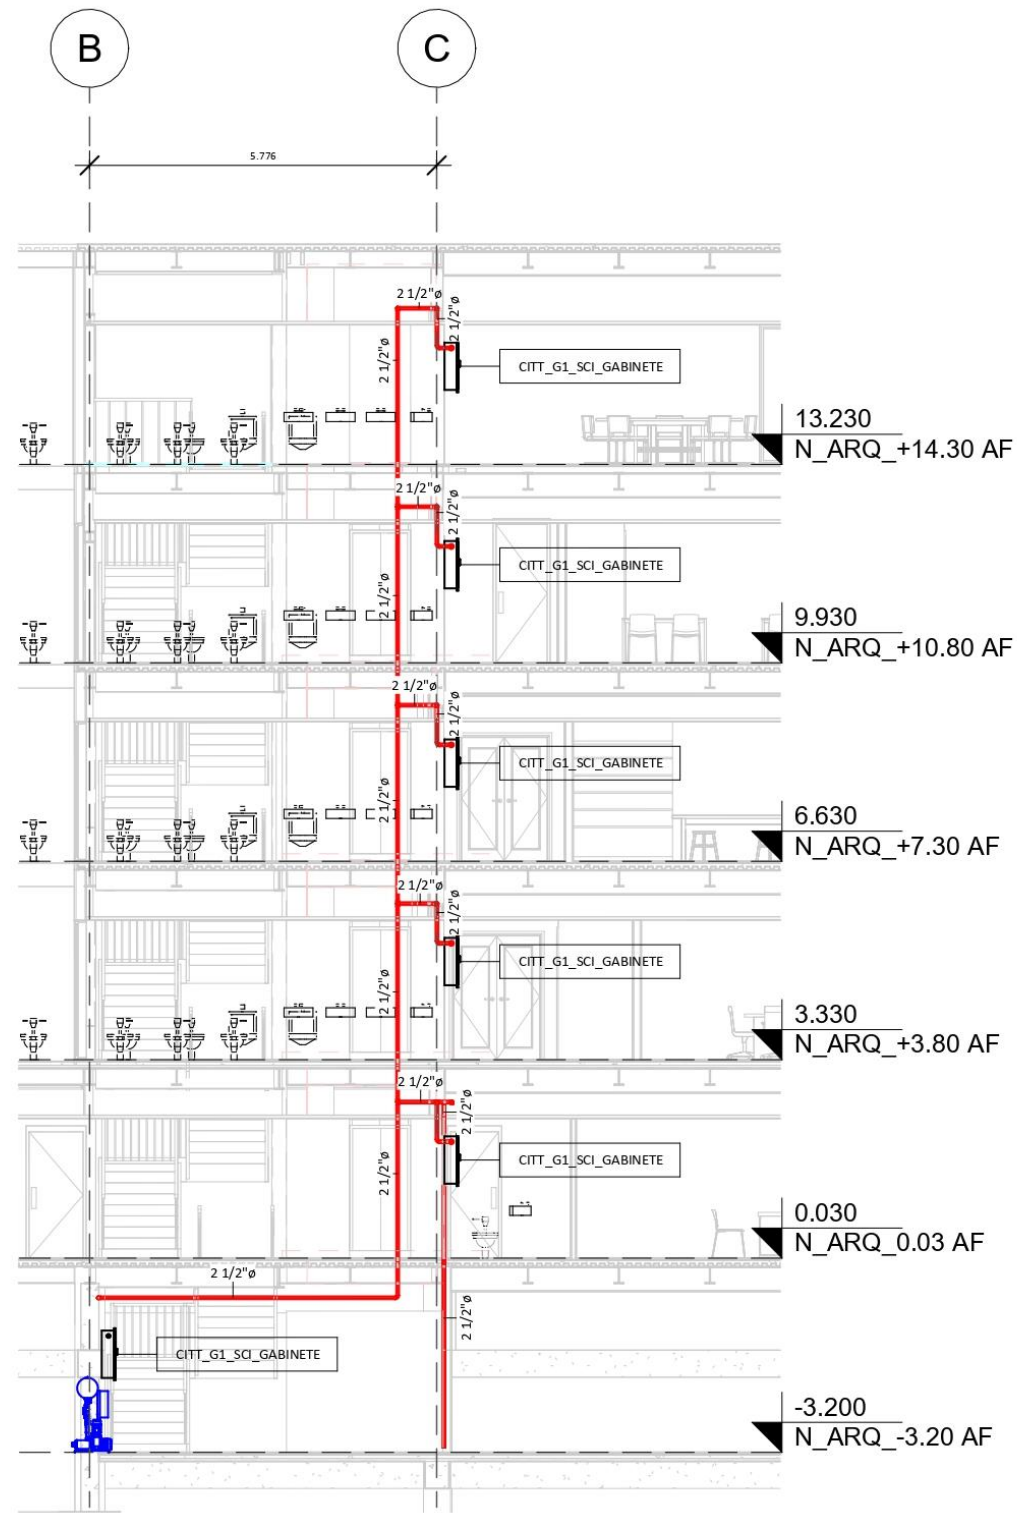 B
C
5.776
2 1/2"ø
2 1/2"ø
2 1/2"ø
CITT_G1_SCI_GABINETE
13.230
N_ARQ_+14.30 AF
2 1/2"ø
2 1/2"ø
2 1/2"ø
CITT_G1_SCI_GABINETE
9.930
N_ARQ_+10.80 AF
2 1/2"ø
2 1/2"ø
2 1/2"ø
CITT_G1_SCI_GABINETE
6.630
N_ARQ_+7.30 AF
2 1/2"ø
2 1/2"ø
2 1/2"ø
CITT_G1_SCI_GABINETE
3.330
N_ARQ_+3.80 AF
2 1/2"ø
2 1/2"ø
2 1/2"ø
CITT_G1_SCI_GABINETE
0.030
N_ARQ_0.03 AF
2 1/2"ø
2 1/2"ø
CITT_G1_SCI_GABINETE
-3.200
N_ARQ_-3.20 AF